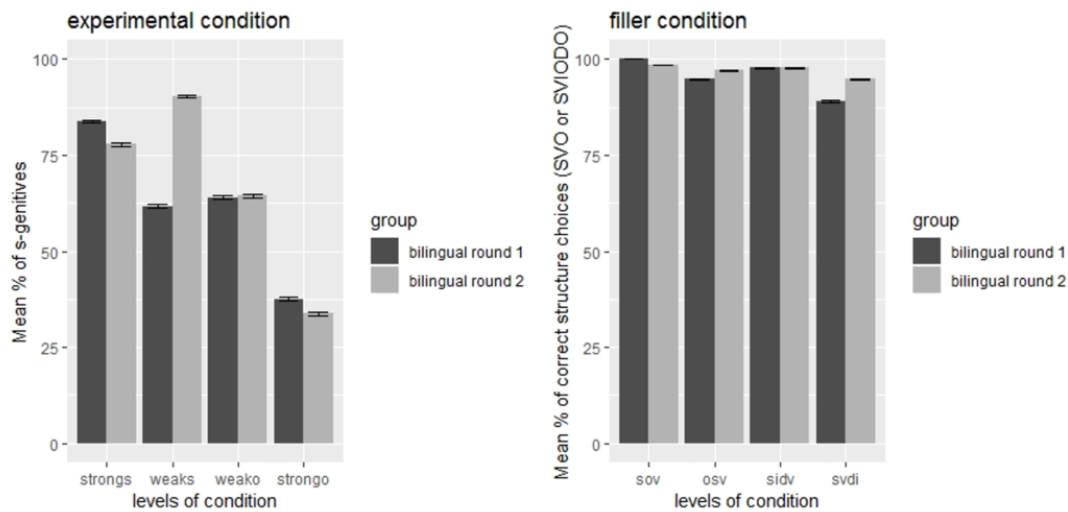 experimental condition
Mean % of s-genitives
100
75
50
25
0
strongs weaks weako strongo
levels of condition
group
bilingual round 1
bilingual round 2
filler condition
Mean % of correct structure choices (SVO or SVIODO)
100
75
50
25
0
sov osv sidv svdi
levels of condition
group
bilingual round 1
bilingual round 2